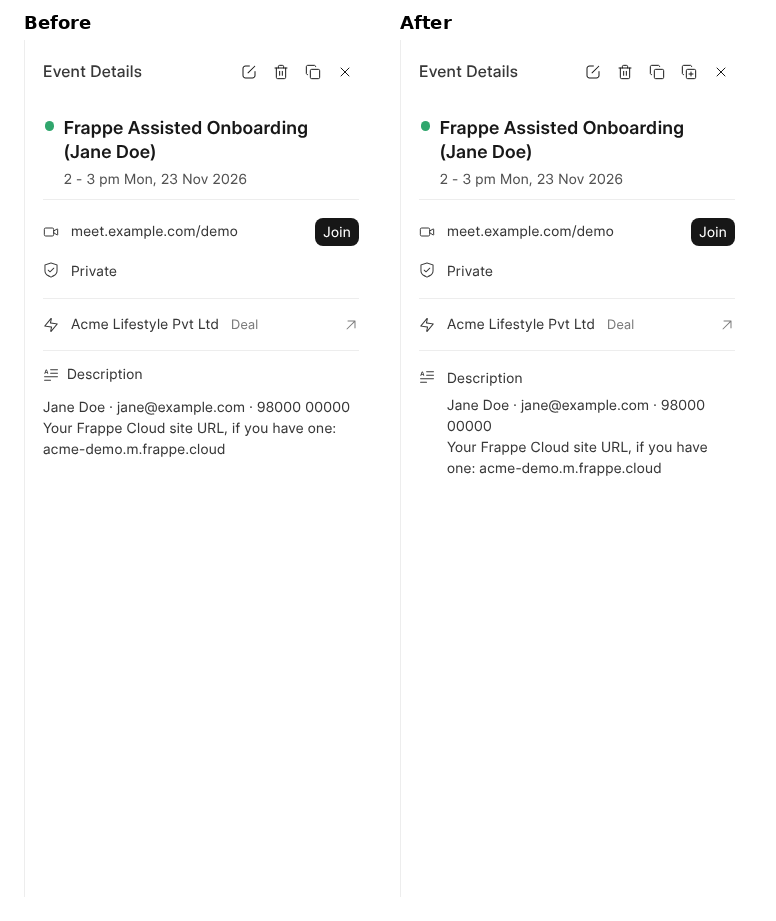 Before
Event Details
Frappe Assisted Onboarding
(Jane Doe)
2 - 3 pm Mon, 23 Nov 2026
meet.example.com/demo
Join
Private
Acme Lifestyle Pvt Ltd Deal
Description
Jane Doe · jane@example.com · 98000 00000
Your Frappe Cloud site URL, if you have one:
acme-demo.m.frappe.cloud
After
Event Details
Frappe Assisted Onboarding
(Jane Doe)
2 - 3 pm Mon, 23 Nov 2026
meet.example.com/demo
Join
Private
Acme Lifestyle Pvt Ltd Deal
Description
Jane Doe · jane@example.com · 98000
00000
Your Frappe Cloud site URL, if you have
one: acme-demo.m.frappe.cloud